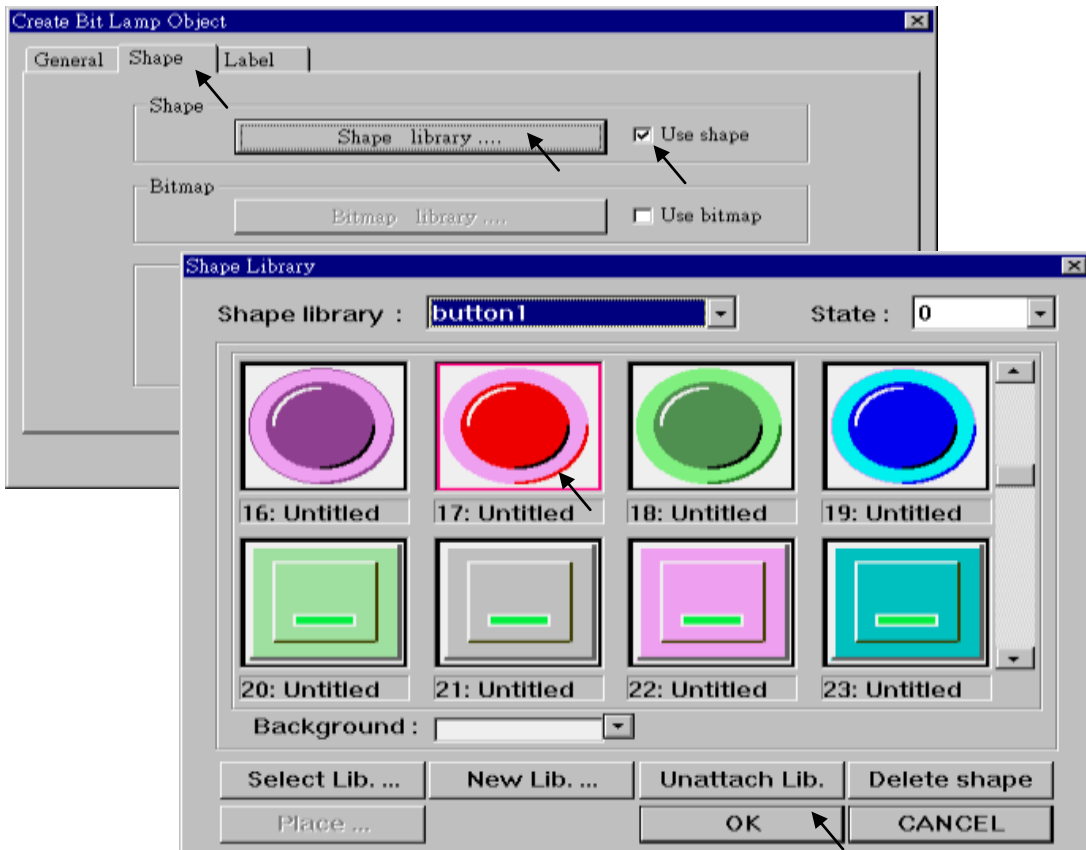 Create Bit Lamp Object
General Shape Label
Shape
Shape library .... Use shape
Bitmap
Bitmap library .... Use bitmap
Shape Library
Shape library : button1 State : 0
16: Untitled 17: Untitled 18: Untitled 19: Untitled
20: Untitled 21: Untitled 22: Untitled 23: Untitled
Background :
Select Lib. ... New Lib. ... Unattach Lib. Delete shape
Place ... OK CANCEL